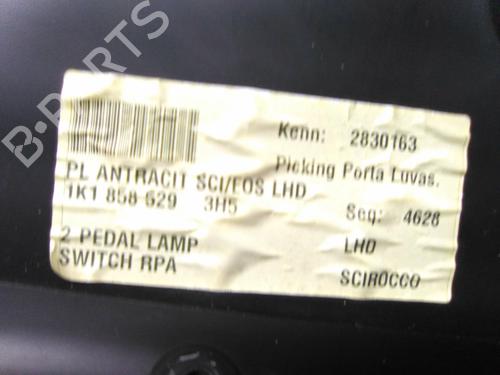 B-PARTS
Kenn: 2830163
PL ANTRACIT SCI/EOS LHD
Picking Porta Luvas.
1K1 858 529 3H5
Seq: 4628
2 PEDAL LAMP
LHD
SWITCH RPA
SCIROCCO